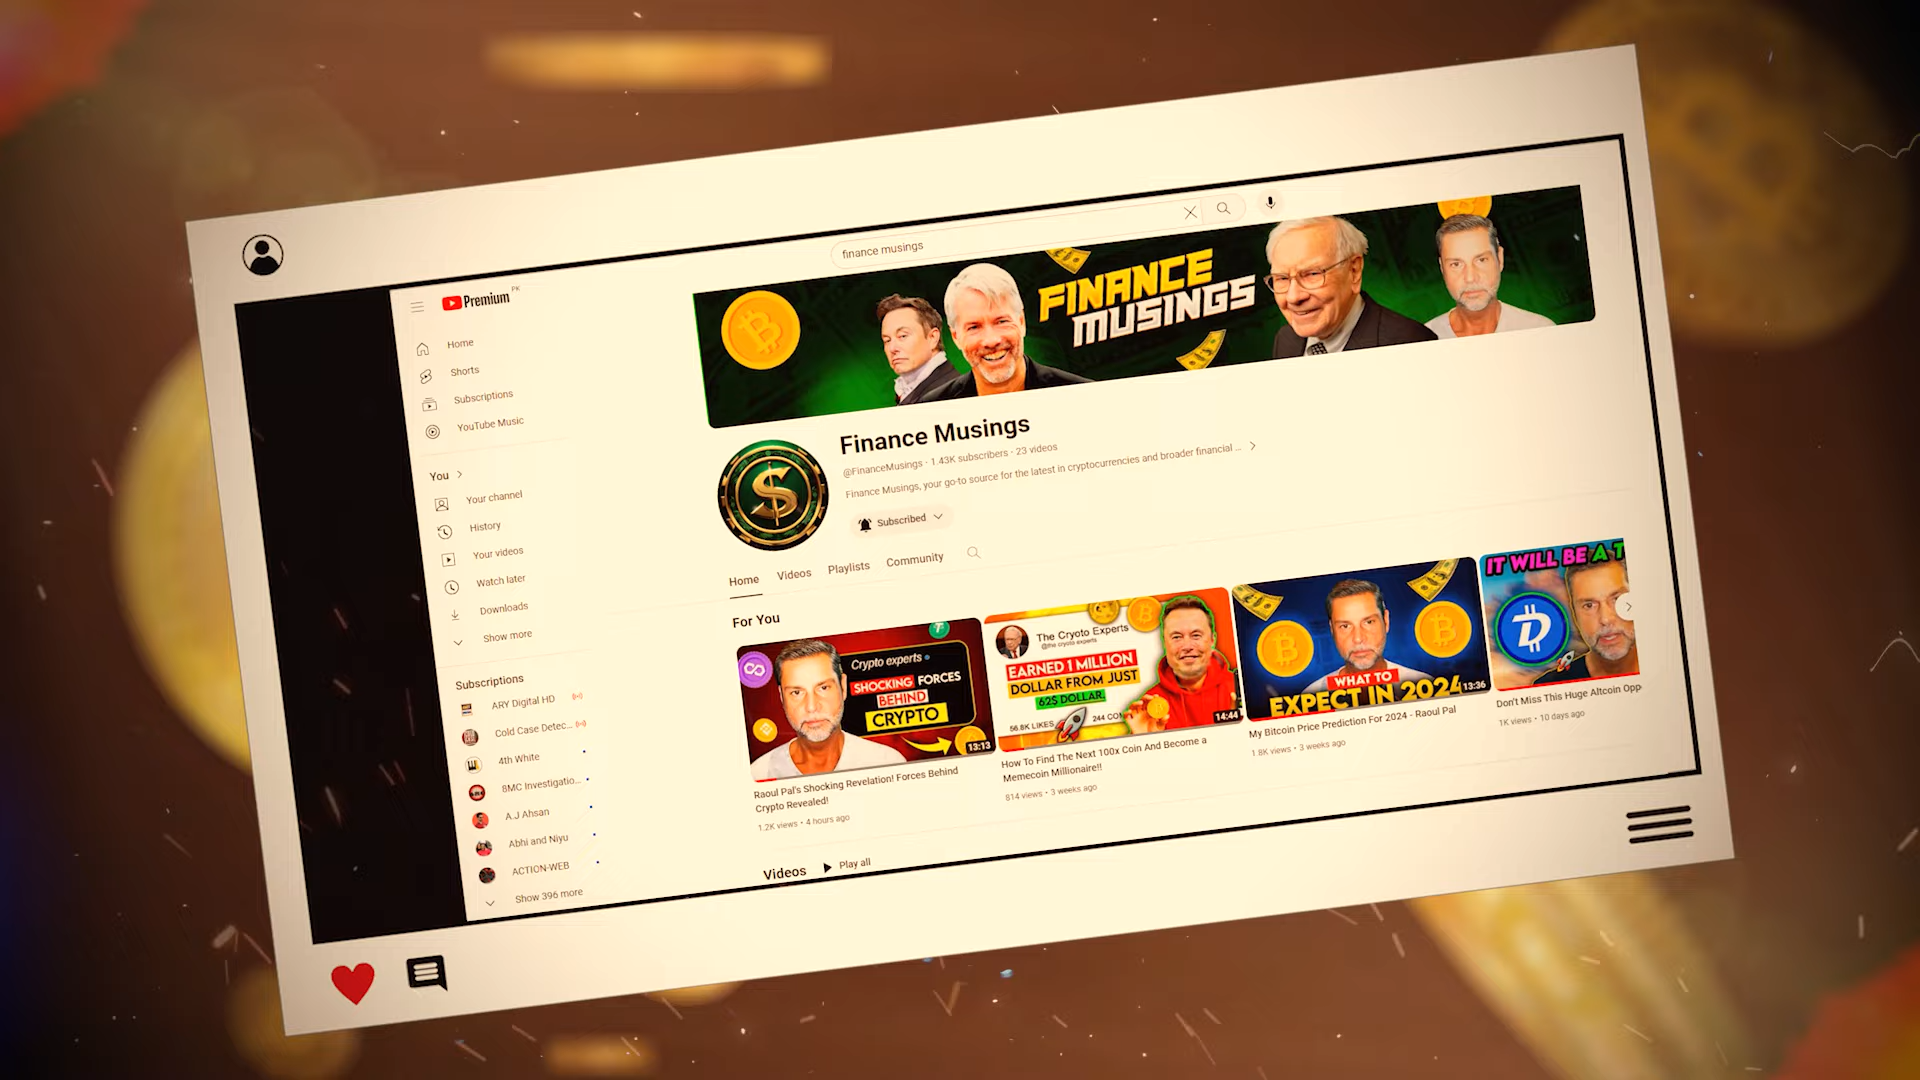 finance musings
Premium PK
Home
Shorts
Subscriptions
YouTube Music
You
Your channel
History
Your videos
Watch later
Downloads
Show more
Subscriptions
ARY Digital HD
Cold Case Detec...
4th White
8MC Investigatio...
A.J Ahsan
Abhi and Niyu
ACTION-WEB
Show 396 more
FINANCE
MUSINGS
Finance Musings
@FinanceMusings · 1.43K subscribers · 23 videos
Finance Musings, your go-to source for the latest in cryptocurrencies and broader financial ...
Subscribed
Home
Videos
Playlists
Community
For You
Crypto experts
SHOCKING FORCES
BEHIND
CRYPTO
13:13
Raoul Pal's Shocking Revelation! Forces Behind
Crypto Revealed!
1.2K views • 4 hours ago
The Cryoto Experts
@the cryoto experts
EARNED 1 MILLION
DOLLAR FROM JUST
62$ DOLLAR.
56.8K LIKES
244 COM
14:44
How To Find The Next 100x Coin And Become a
Memecoin Millionaire!!
814 views • 3 weeks ago
WHAT TO
EXPECT IN 2024
13:36
My Bitcoin Price Prediction For 2024 - Raoul Pal
1.8K views • 3 weeks ago
IT WILL BE A T
Don't Miss This Huge Altcoin Opp
1K views • 10 days ago
Videos
Play all